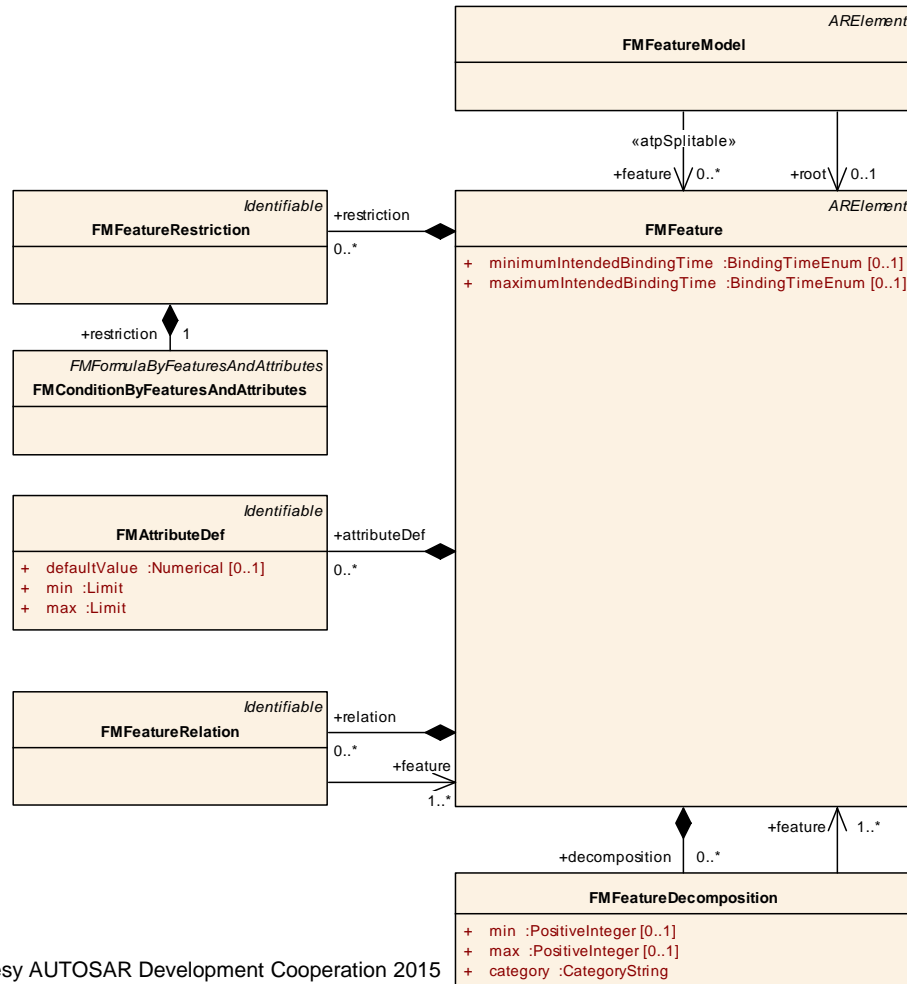 ARElement
FMFeatureModel
«atpSplitable»
+feature 0..*
+root 0..1
Identifiable
FMFeatureRestriction
+restriction
0..*
ARElement
FMFeature
+ minimumIntendedBindingTime :BindingTimeEnum [0..1]
+ maximumIntendedBindingTime :BindingTimeEnum [0..1]
+restriction 1
FMFormulaByFeaturesAndAttributes
FMConditionByFeaturesAndAttributes
Identifiable
FMAttributeDef
+ defaultValue :Numerical [0..1]
+ min :Limit
+ max :Limit
+attributeDef
0..*
Identifiable
FMFeatureRelation
+relation
0..*
+feature
1..*
+decomposition 0..*
+feature 1..*
FMFeatureDecomposition
+ min :PositiveInteger [0..1]
+ max :PositiveInteger [0..1]
+ category :CategoryString
AUTOSAR Development Cooperation 2015